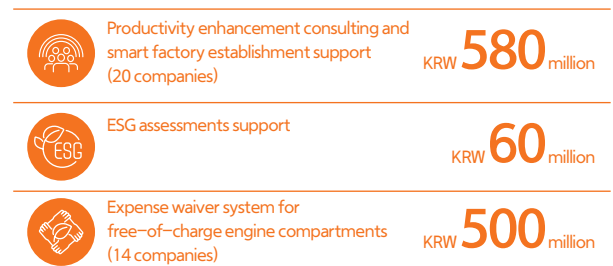 Productivity enhancement consulting and
smart factory establishment support
(20 companies)
KRW 580 million
ESG
ESG assessments support
KRW 60 million
Expense waiver system for
free-of-charge engine compartments
(14 companies)
KRW 500 million